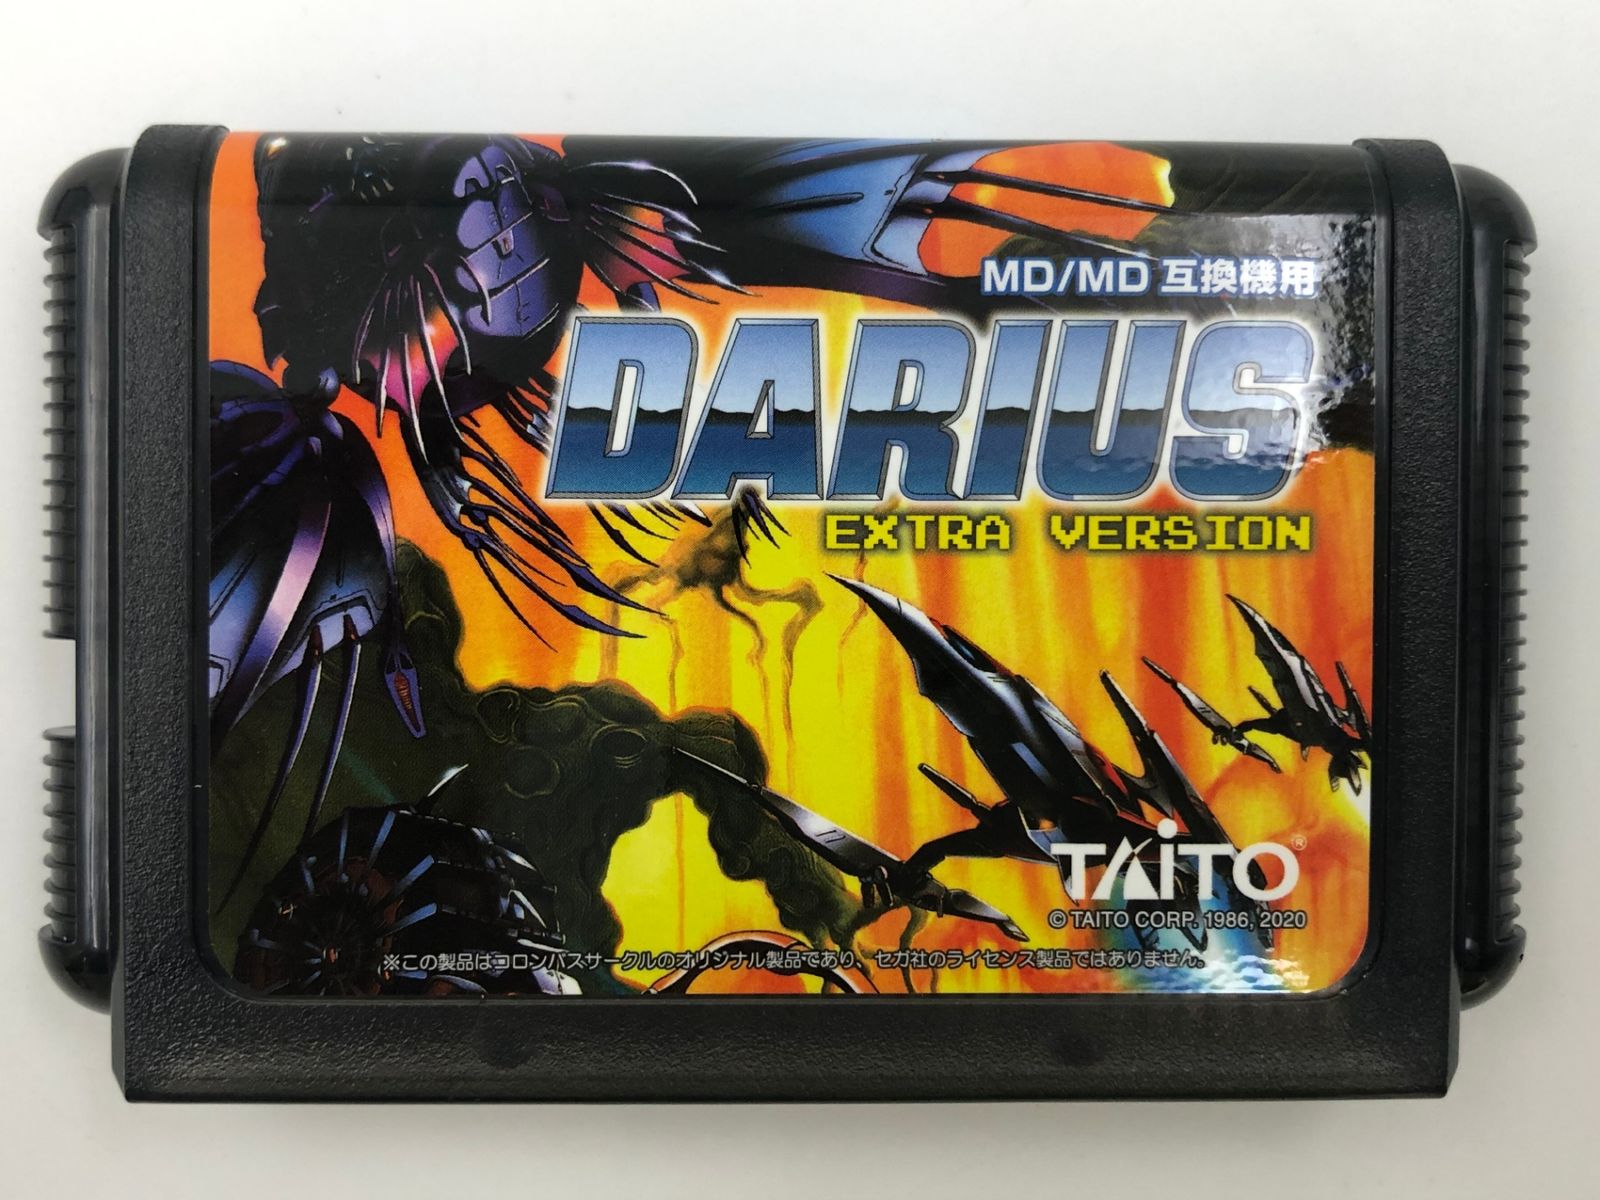 MD/MD 互換機用
DARIUS
EXTRA VERSION
TAITO®
© TAITO CORP. 1986, 2020
※この製品はコロンバスサークルのオリジナル製品であり、セガ社のライセンス製品ではありません。